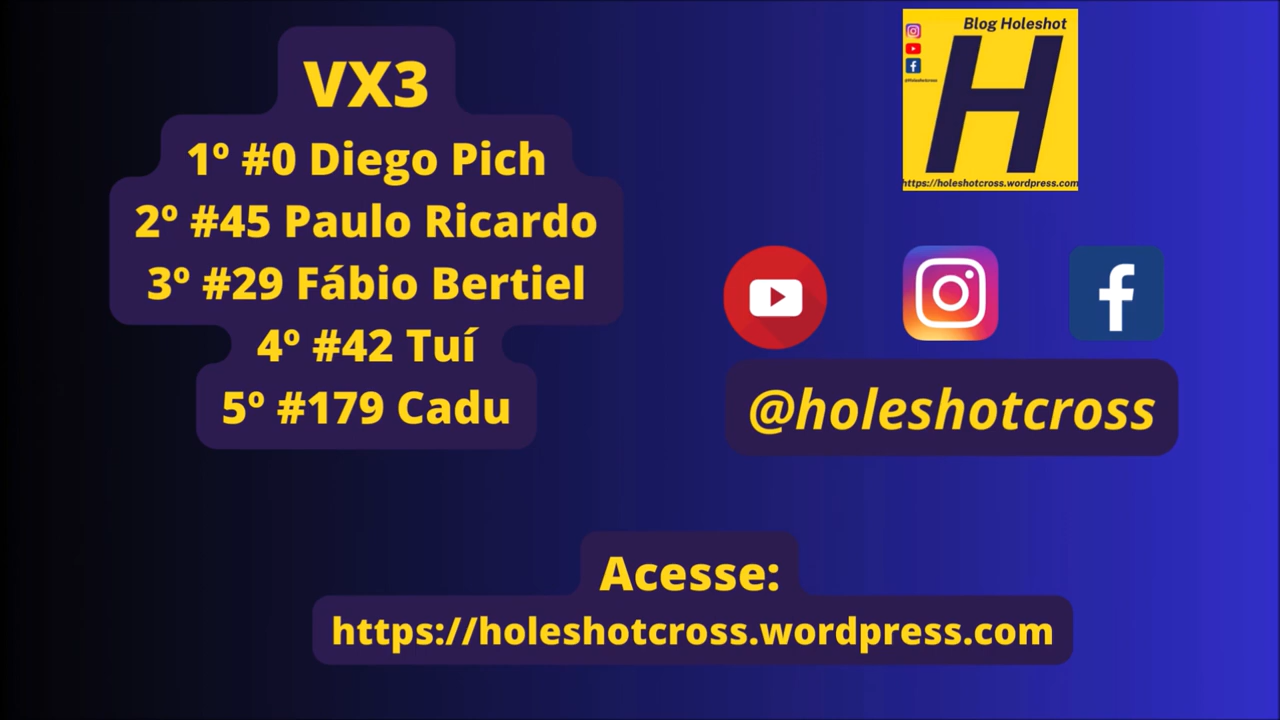 VX3
1º #0 Diego Pich
2º #45 Paulo Ricardo
3º #29 Fábio Bertiel
4º #42 Tuí
5º #179 Cadu
Blog Holeshot
H
@holeshotcross
https://holeshotcross.wordpress.com
@holeshotcross
Acesse:
https://holeshotcross.wordpress.com